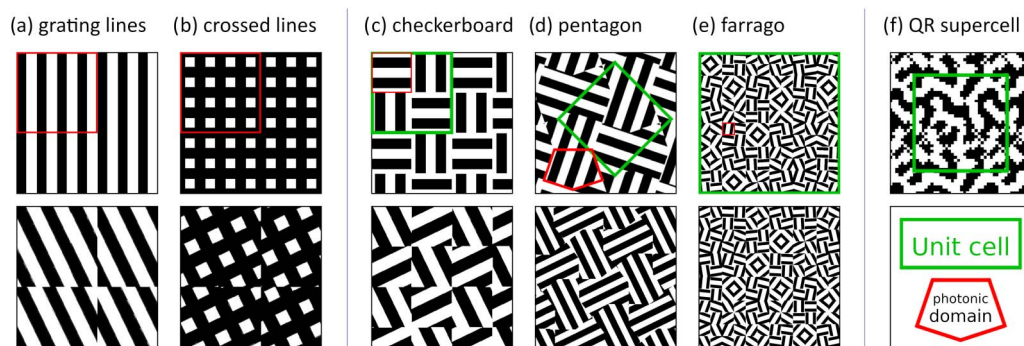 (a) grating lines
(b) crossed lines
(c) checkerboard
(d) pentagon
(e) farrago
(f) QR supercell
Unit cell
photonic
domain